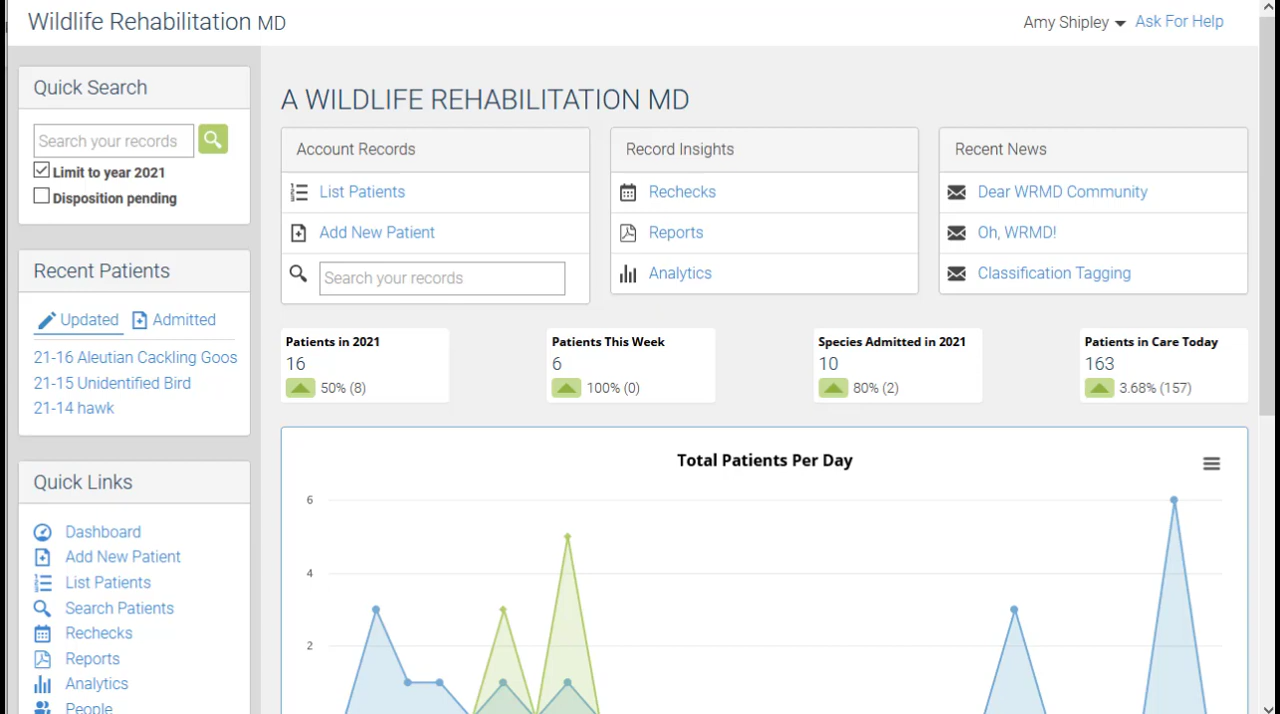 Wildlife Rehabilitation MD
Amy Shipley
Ask For Help
Quick Search
Search your records
Limit to year 2021
Disposition pending
Recent Patients
Updated
Admitted
21-16 Aleutian Cackling Goos
21-15 Unidentified Bird
21-14 hawk
Quick Links
Dashboard
Add New Patient
List Patients
Search Patients
Rechecks
Reports
Analytics
People
A WILDLIFE REHABILITATION MD
Account Records
List Patients
Add New Patient
Search your records
Record Insights
Rechecks
Reports
Analytics
Recent News
Dear WRMD Community
Oh, WRMD!
Classification Tagging
Patients in 2021
16
50% (8)
Patients This Week
6
100% (0)
Species Admitted in 2021
10
80% (2)
Patients in Care Today
163
3.68% (157)
Total Patients Per Day
6
4
2